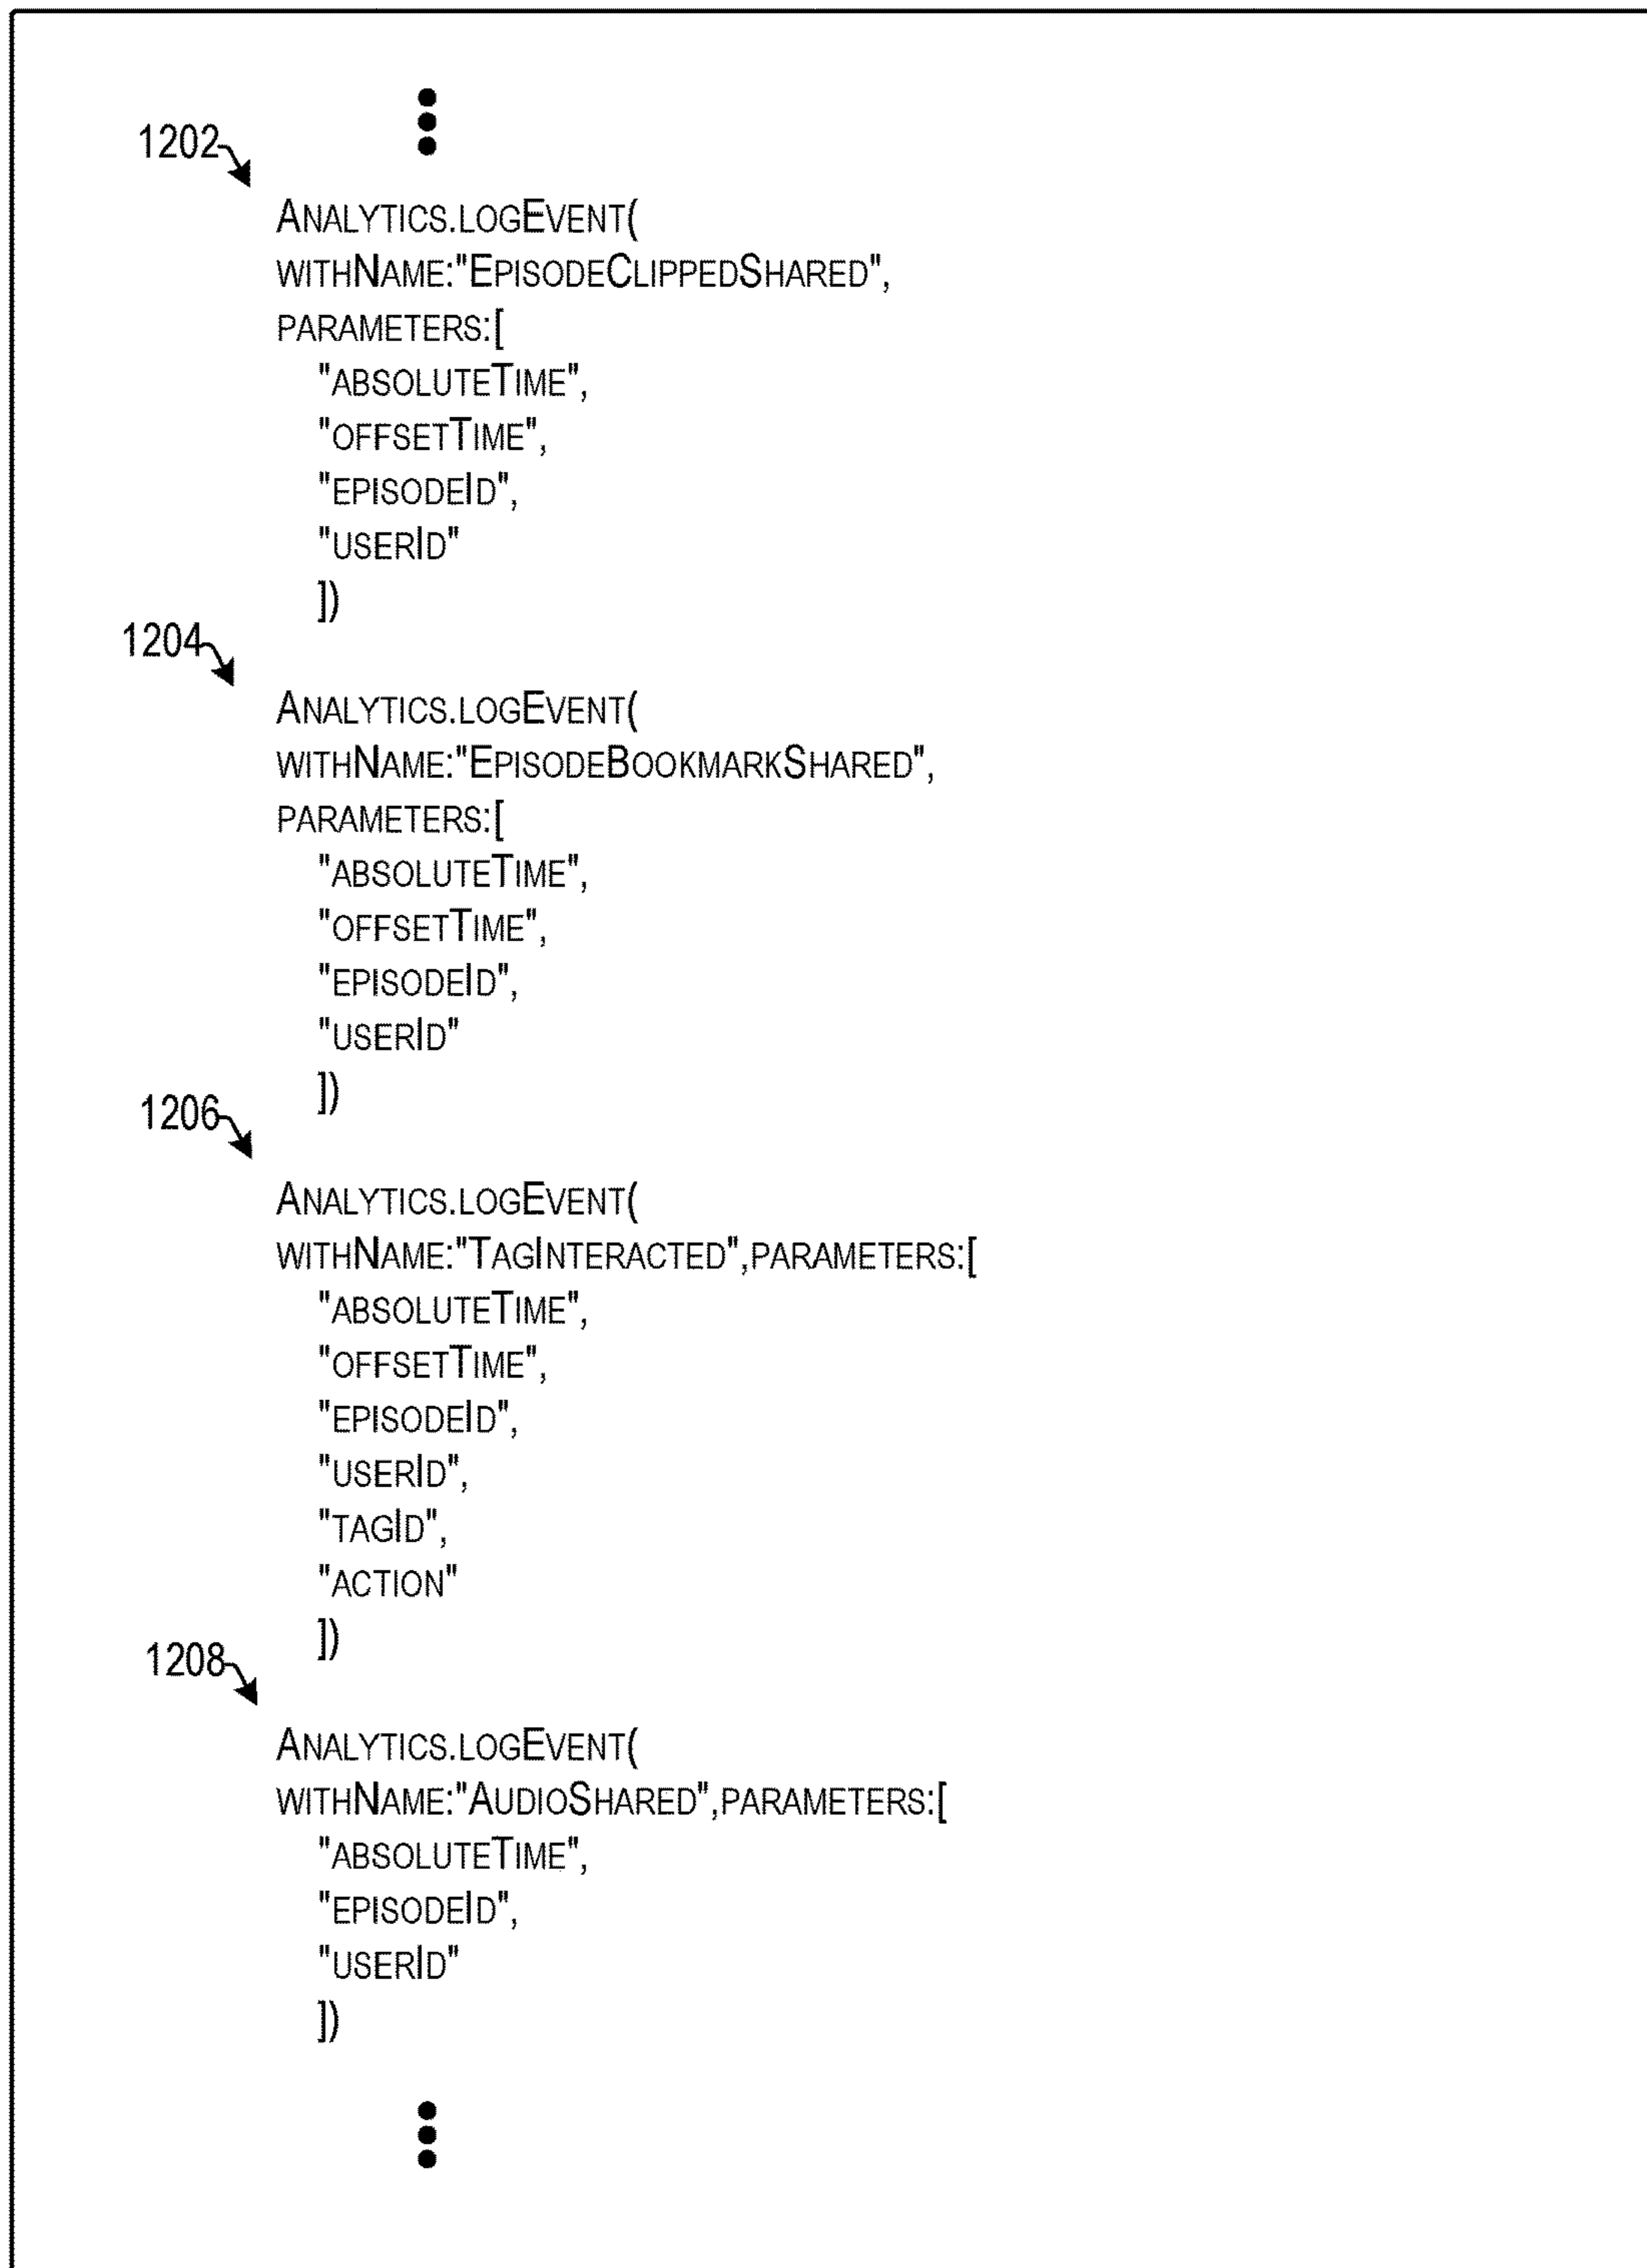 1202
Analytics.logEvent(
withName:"EpisodeClippedShared",
parameters:[
"absoluteTime",
"offsetTime",
"episodeId",
"userId"
])
1204
Analytics.logEvent(
withName:"EpisodeBookmarkShared",
parameters:[
"absoluteTime",
"offsetTime",
"episodeId",
"userId"
])
1206
Analytics.logEvent(
withName:"TagInteracted",parameters:[
"absoluteTime",
"offsetTime",
"episodeId",
"userId",
"tagId",
"action"
])
1208
Analytics.logEvent(
withName:"AudioShared",parameters:[
"absoluteTime",
"episodeId",
"userId"
])